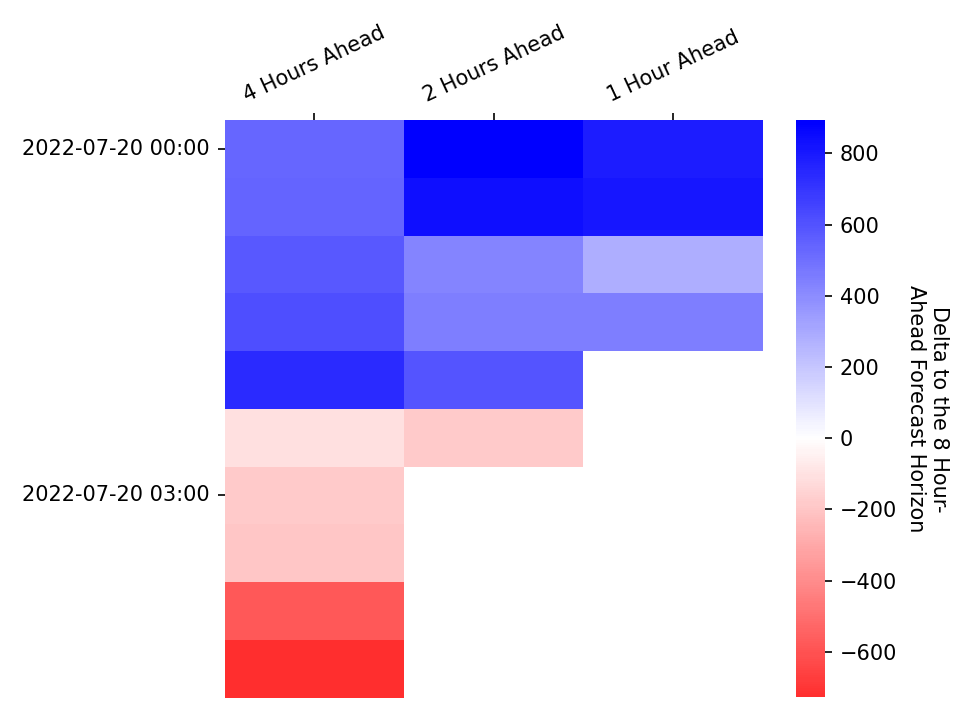 4 Hours Ahead
2 Hours Ahead
1 Hour Ahead
2022-07-20 00:00
2022-07-20 03:00
800
600
400
200
0
−200
−400
−600
Delta to the 8 Hour-
Ahead Forecast Horizon